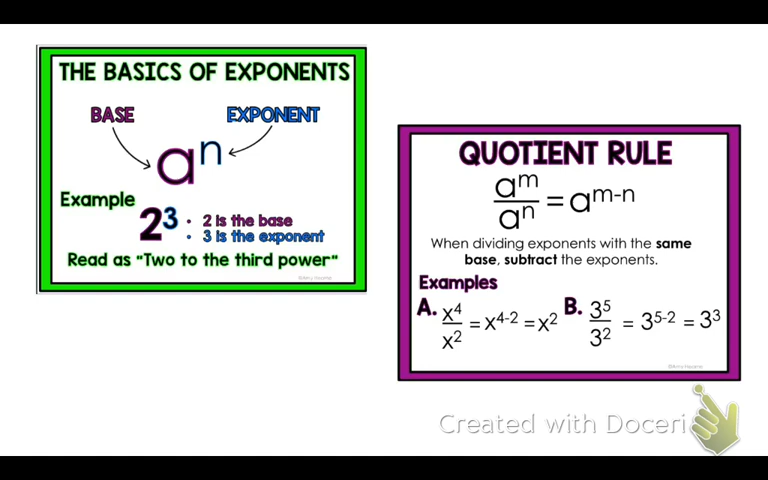 THE BASICS OF EXPONENTS
BASE
EXPONENT
aⁿ
Example
2³
• 2 is the base
• 3 is the exponent
Read as "Two to the third power"
QUOTIENT RULE
aᵐ/aⁿ = aᵐ⁻ⁿ
When dividing exponents with the same
base, subtract the exponents.
Examples
A. x⁴/x² = x⁴⁻² = x²
B. 3⁵/3² = 3⁵⁻² = 3³
Created with Doceri